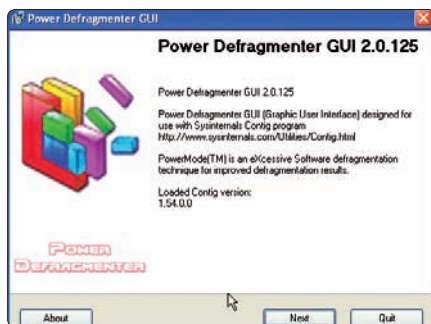 Power Defragmenter GUI
Power Defragmenter GUI 2.0.125
Power Defragmenter GUI 2.0.125
Power Defragmenter GUI (Graphic User Interface) designed for
use with Sysinternals Contig program
http://www.sysinternals.com/Utilities/Contig.html
PowerMode(TM) is an eXcessive Software defragmentation
technique for improved defragmentation results.
Loaded Contig version:
1.54.0.0
POWER
DEFRAGMENTER
About
Next
Quit